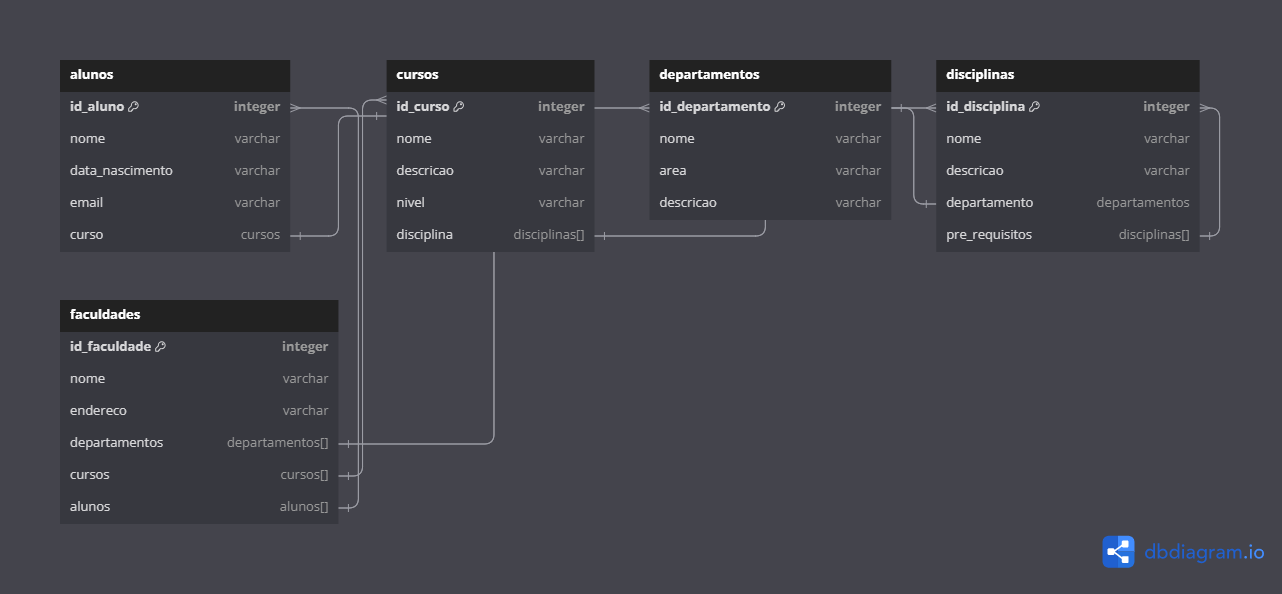 alunos
id_aluno integer
nome varchar
data_nascimento varchar
email varchar
curso cursos
cursos
id_curso integer
nome varchar
descricao varchar
nivel varchar
disciplina disciplinas[]
departamentos
id_departamento integer
nome varchar
area varchar
descricao varchar
disciplinas
id_disciplina integer
nome varchar
descricao varchar
departamento departamentos
pre_requisitos disciplinas[]
faculdades
id_faculdade integer
nome varchar
endereco varchar
departamentos departamentos[]
cursos cursos[]
alunos alunos[]
dbdiagram.io